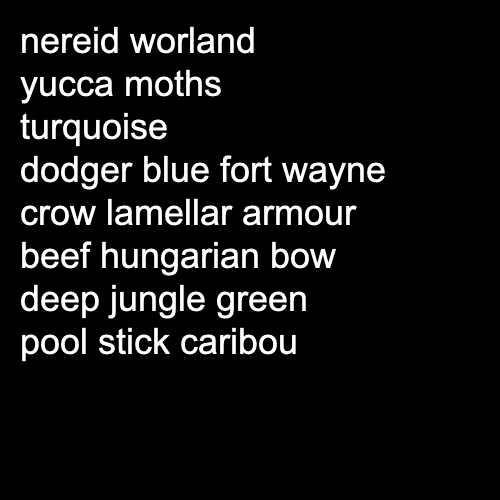 nereid worland
yucca moths
turquoise
dodger blue fort wayne
crow lamellar armour
beef hungarian bow
deep jungle green
pool stick caribou